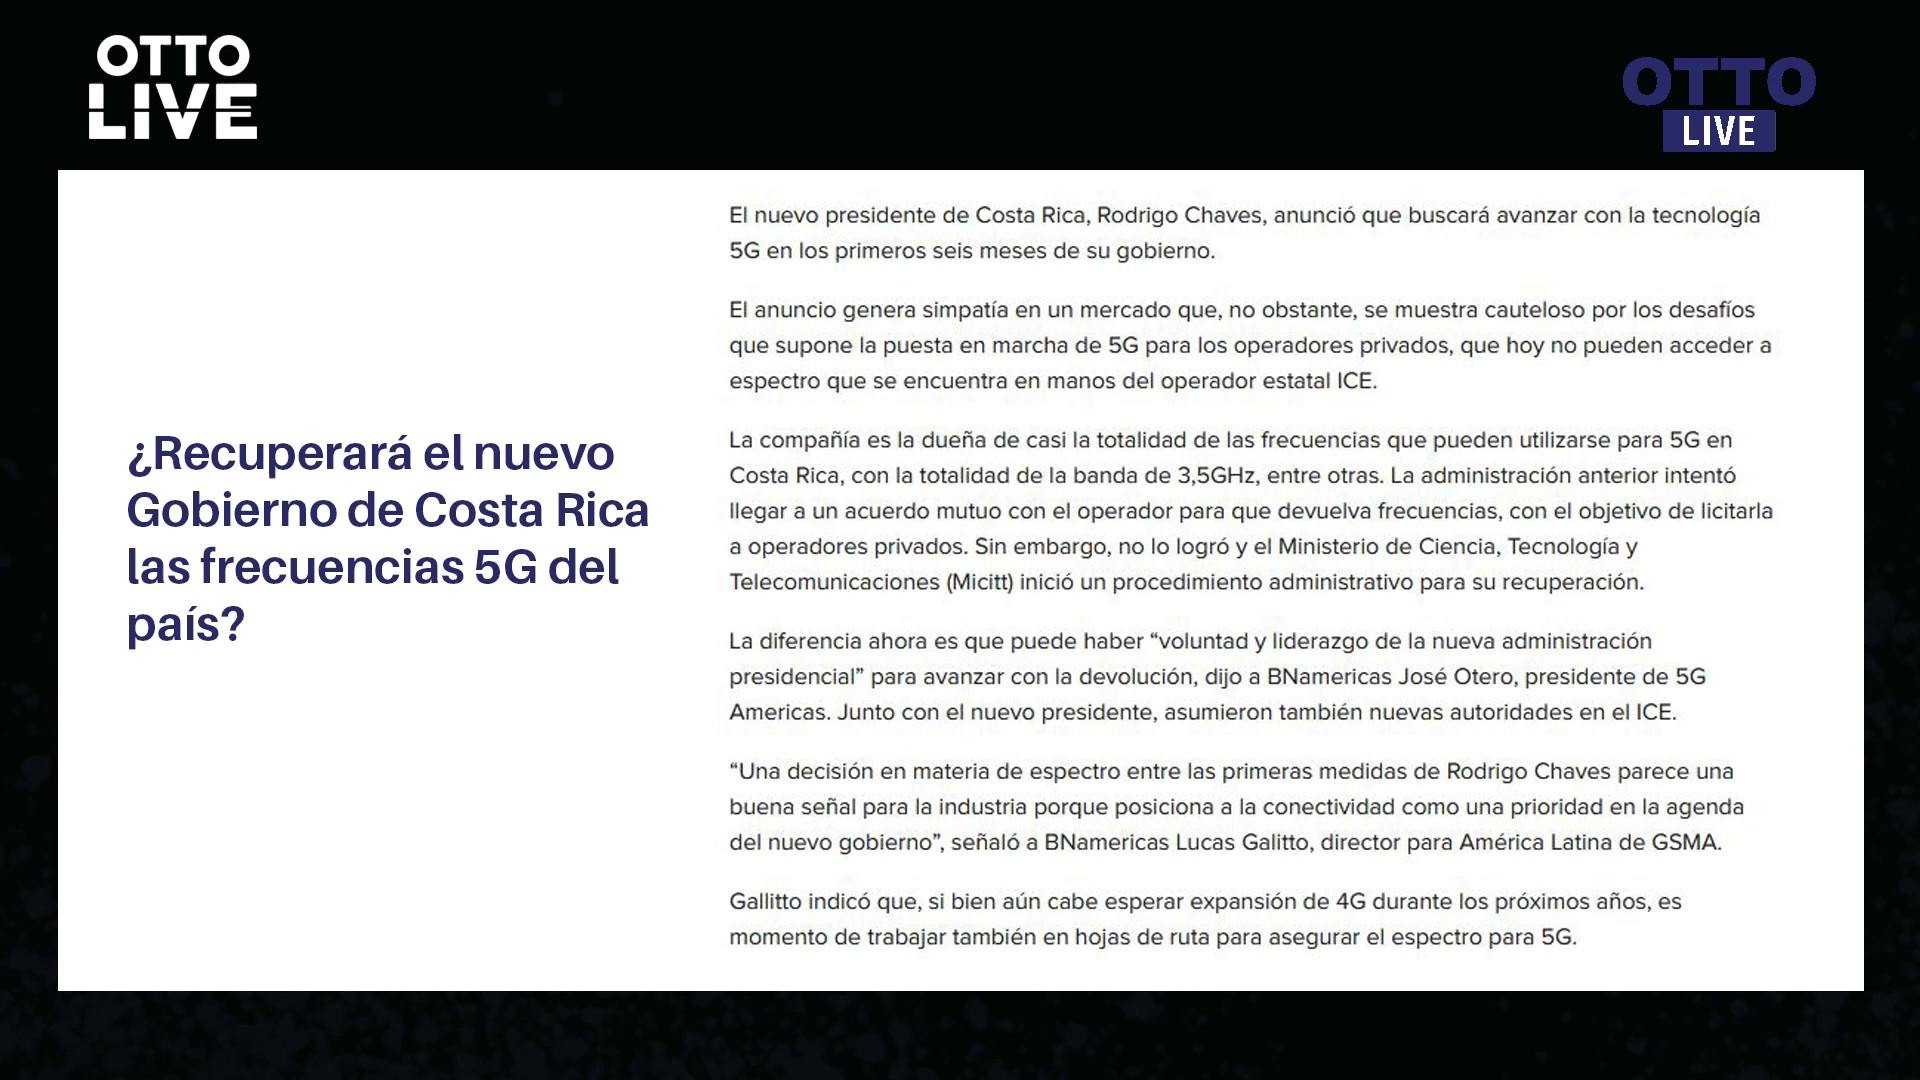 OTTO
LIVE
OTTO
LIVE
¿Recuperará el nuevo
Gobierno de Costa Rica
las frecuencias 5G del
país?
El nuevo presidente de Costa Rica, Rodrigo Chaves, anunció que buscará avanzar con la tecnología
5G en los primeros seis meses de su gobierno.
El anuncio genera simpatía en un mercado que, no obstante, se muestra cauteloso por los desafíos
que supone la puesta en marcha de 5G para los operadores privados, que hoy no pueden acceder a
espectro que se encuentra en manos del operador estatal ICE.
La compañía es la dueña de casi la totalidad de las frecuencias que pueden utilizarse para 5G en
Costa Rica, con la totalidad de la banda de 3,5GHz, entre otras. La administración anterior intentó
llegar a un acuerdo mutuo con el operador para que devuelva frecuencias, con el objetivo de licitarla
a operadores privados. Sin embargo, no lo logró y el Ministerio de Ciencia, Tecnología y
Telecomunicaciones (Micitt) inició un procedimiento administrativo para su recuperación.
La diferencia ahora es que puede haber “voluntad y liderazgo de la nueva administración
presidencial” para avanzar con la devolución, dijo a BNamericas José Otero, presidente de 5G
Americas. Junto con el nuevo presidente, asumieron también nuevas autoridades en el ICE.
“Una decisión en materia de espectro entre las primeras medidas de Rodrigo Chaves parece una
buena señal para la industria porque posiciona a la conectividad como una prioridad en la agenda
del nuevo gobierno”, señaló a BNamericas Lucas Galitto, director para América Latina de GSMA.
Gallitto indicó que, si bien aún cabe esperar expansión de 4G durante los próximos años, es
momento de trabajar también en hojas de ruta para asegurar el espectro para 5G.